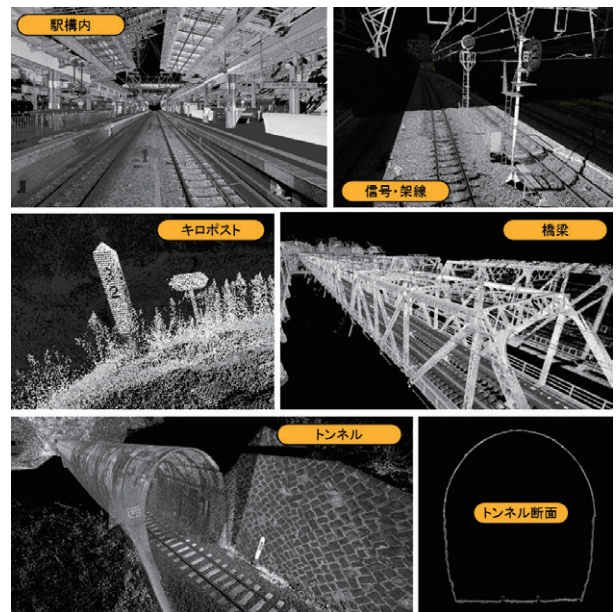 駅構内
信号・架線
キロポスト
橋梁
トンネル
トンネル断面